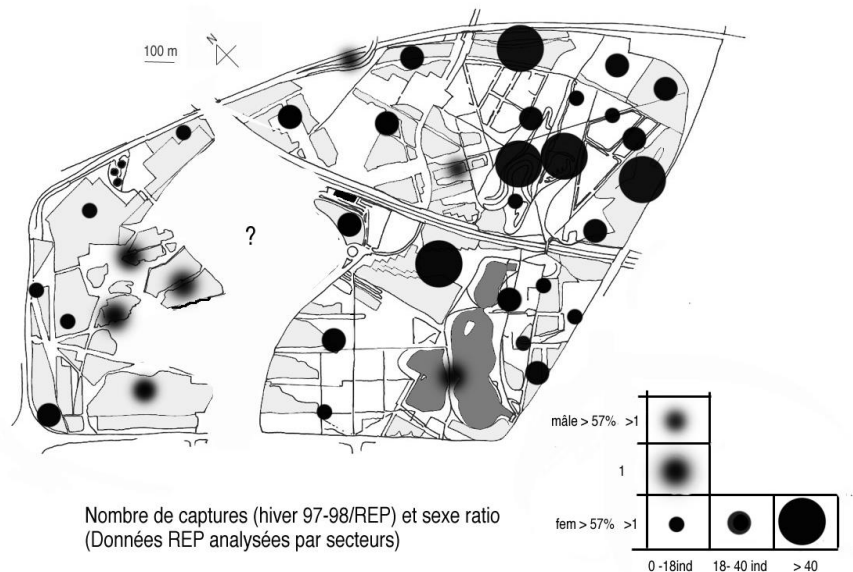 100 m
N
?
mâle > 57% >1
1
fem > 57% >1
0 -18ind 18- 40 ind > 40
Nombre de captures (hiver 97-98/REP) et sexe ratio
(Données REP analysées par secteurs)